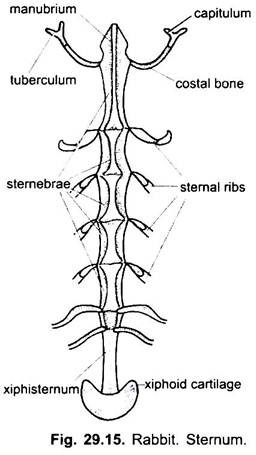 manubrium
capitulum
tuberculum
costal bone
sternebrae
sternal ribs
xiphisternum
xiphoid cartilage
Fig. 29.15. Rabbit. Sternum.